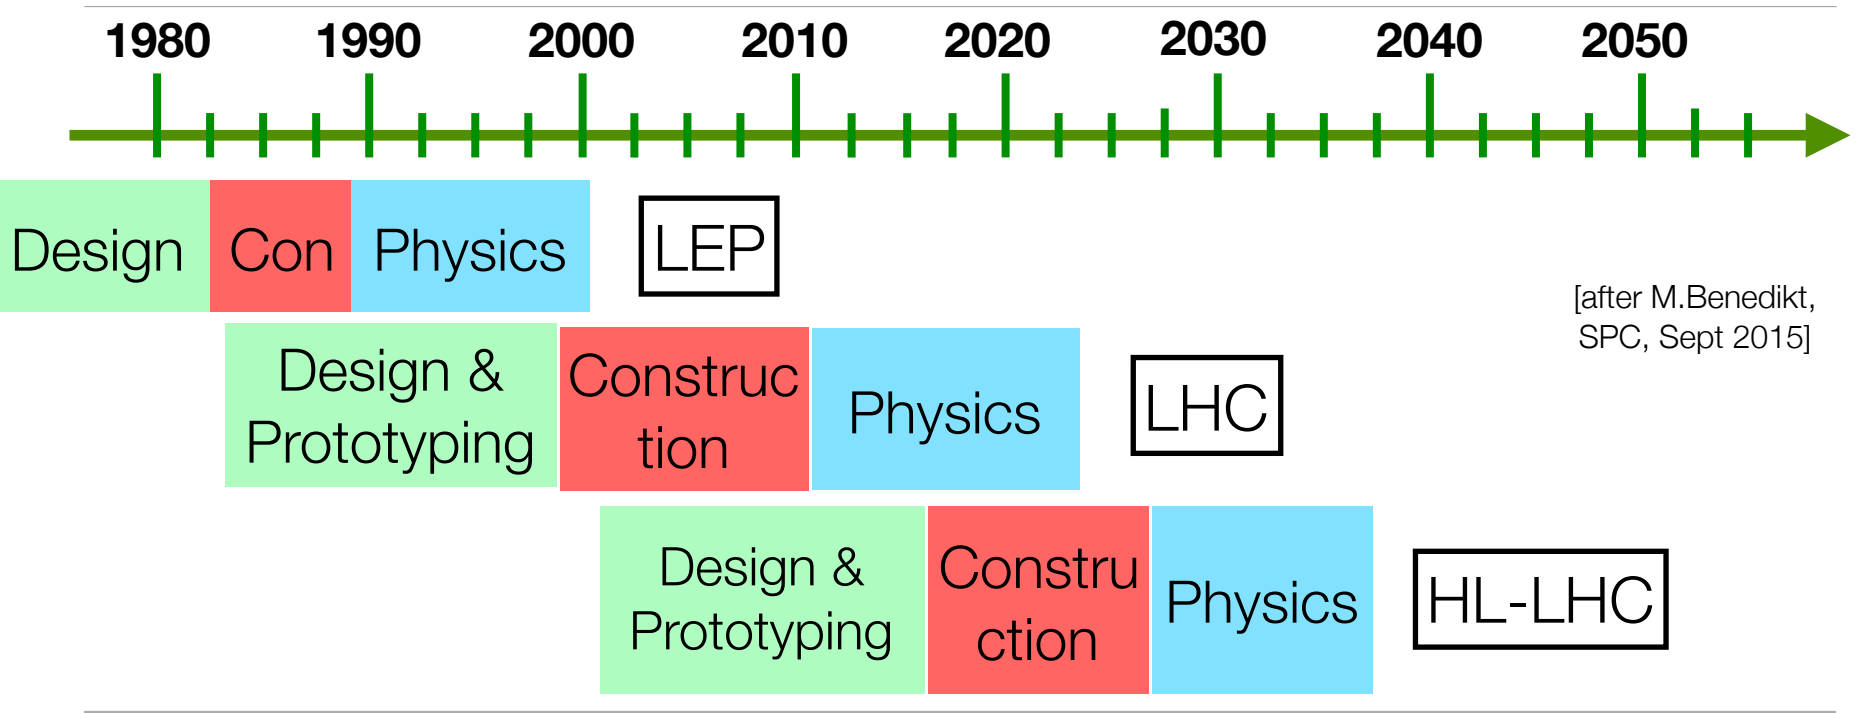 1980 1990 2000 2010 2020 2030 2040 2050
Design Con Physics LEP
[after M.Benedikt,
SPC, Sept 2015]
Design &
Prototyping
Construc
tion
Physics
LHC
Design &
Prototyping
Constru
ction
Physics
HL-LHC